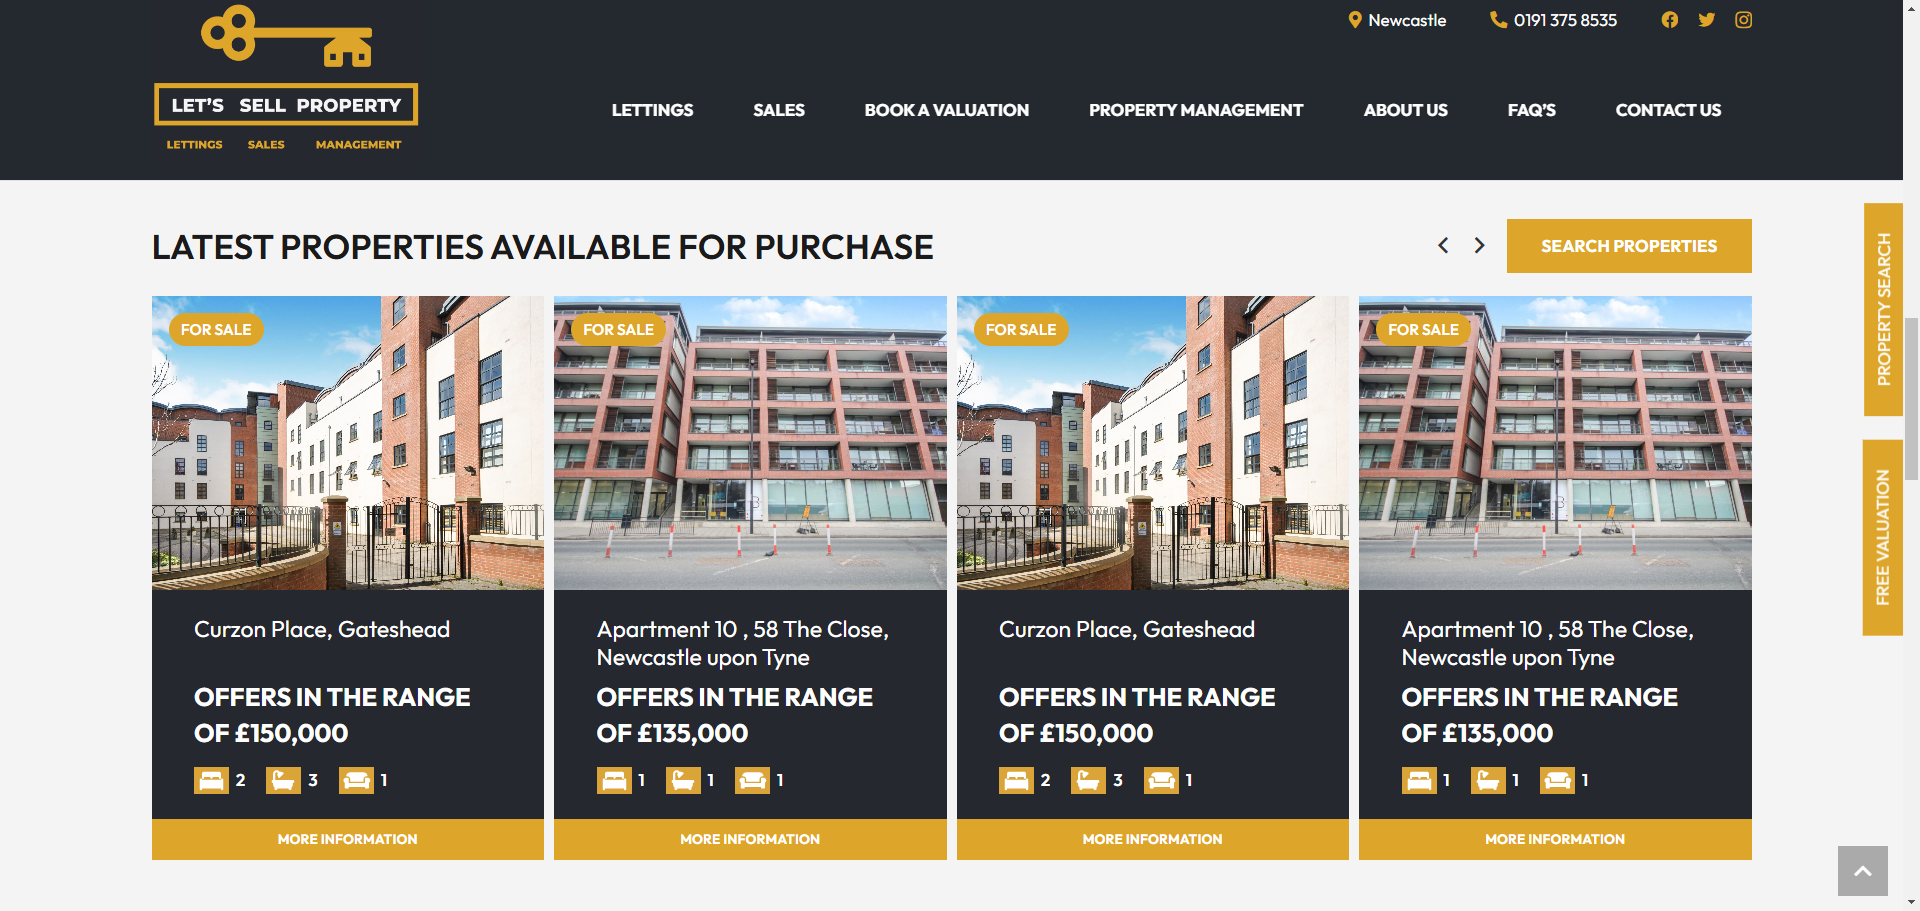 Newcastle
0191 375 8535
LET'S SELL PROPERTY
LETTINGS SALES MANAGEMENT
LETTINGS
SALES
BOOK A VALUATION
PROPERTY MANAGEMENT
ABOUT US
FAQ'S
CONTACT US
LATEST PROPERTIES AVAILABLE FOR PURCHASE
SEARCH PROPERTIES
PROPERTY SEARCH
FREE VALUATION
FOR SALE
Curzon Place, Gateshead
OFFERS IN THE RANGE
OF £150,000
2 3 1
MORE INFORMATION
FOR SALE
Apartment 10 , 58 The Close,
Newcastle upon Tyne
OFFERS IN THE RANGE
OF £135,000
1 1 1
MORE INFORMATION
FOR SALE
Curzon Place, Gateshead
OFFERS IN THE RANGE
OF £150,000
2 3 1
MORE INFORMATION
FOR SALE
Apartment 10 , 58 The Close,
Newcastle upon Tyne
OFFERS IN THE RANGE
OF £135,000
1 1 1
MORE INFORMATION